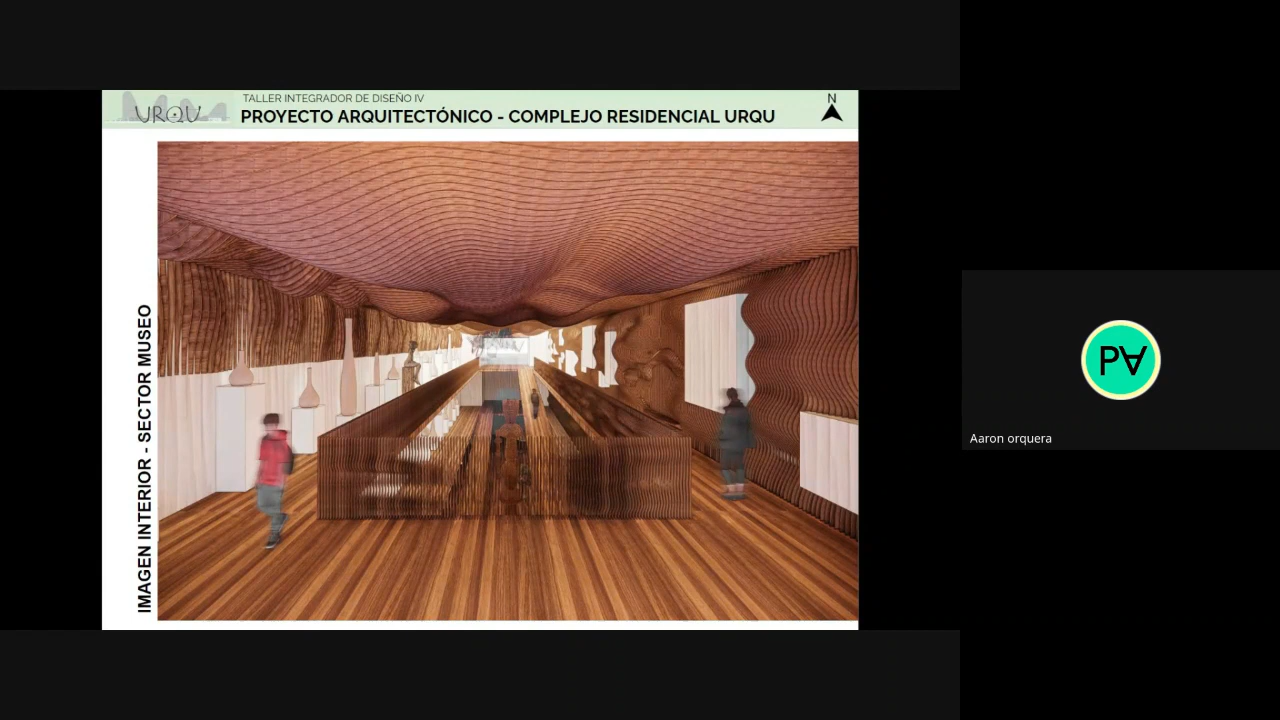 URQU
TALLER INTEGRADOR DE DISEÑO IV
PROYECTO ARQUITECTÓNICO - COMPLEJO RESIDENCIAL URQU
N
IMAGEN INTERIOR - SECTOR MUSEO
PA
Aaron orquera